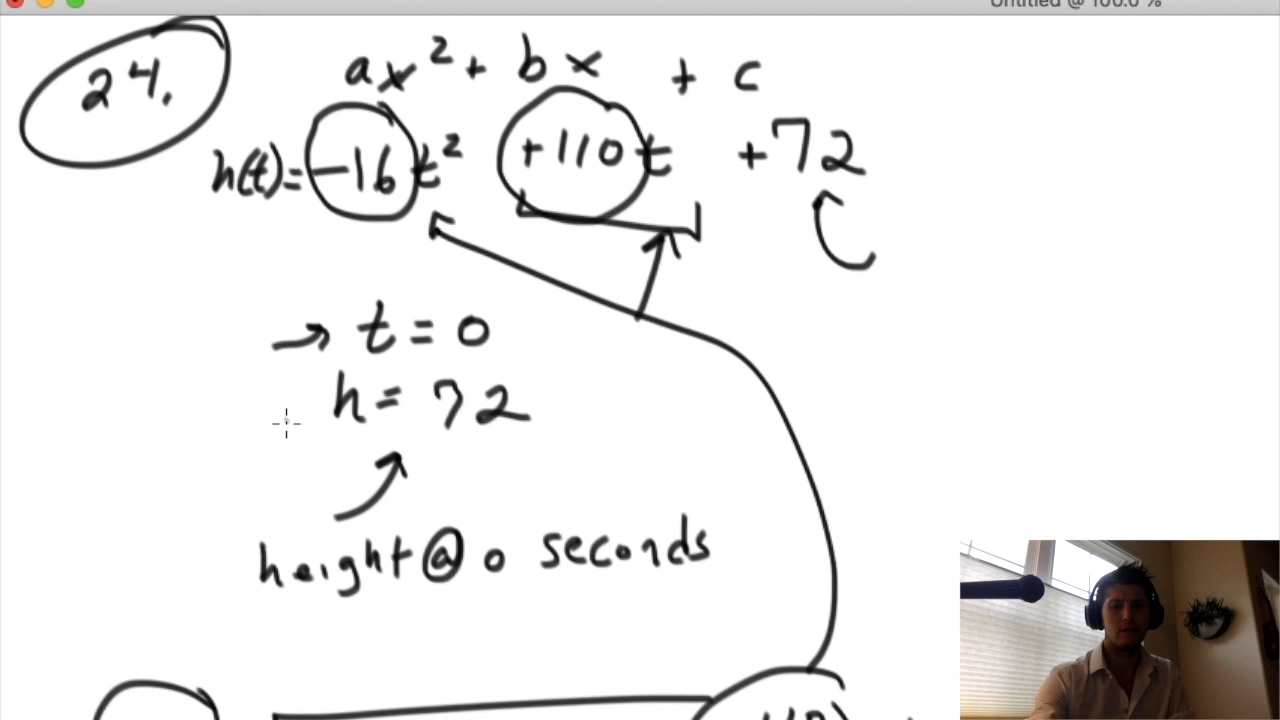 Untitled @ 100.0 %
24.
ax² + bx + c
h(t) = -16t² +110t +72
→ t = 0
h = 72
height @ 0 seconds